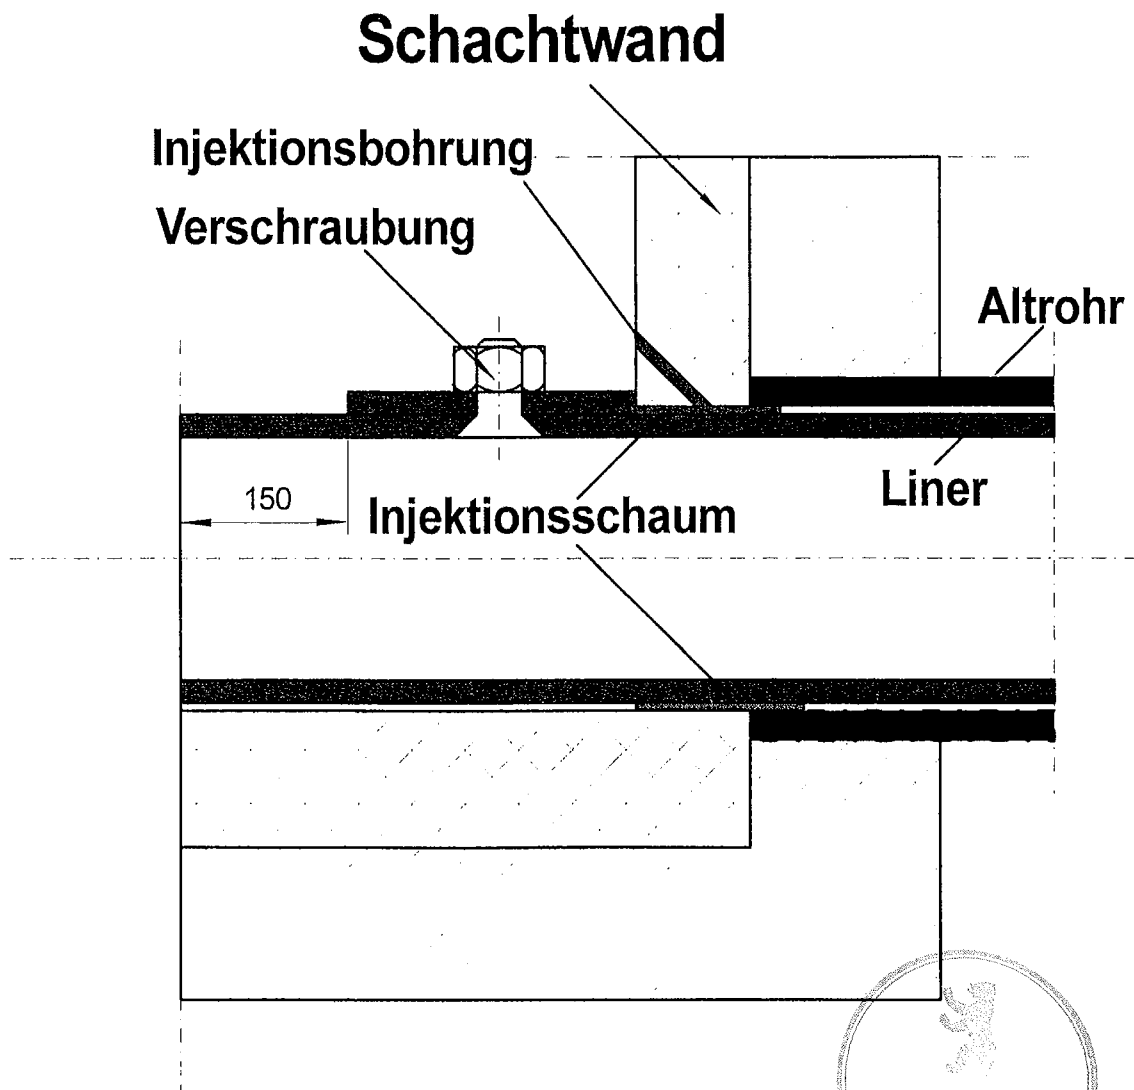 Schachtwand
Injektionsbohrung
Verschraubung
Altrohr
Liner
150
Injektionsschaum